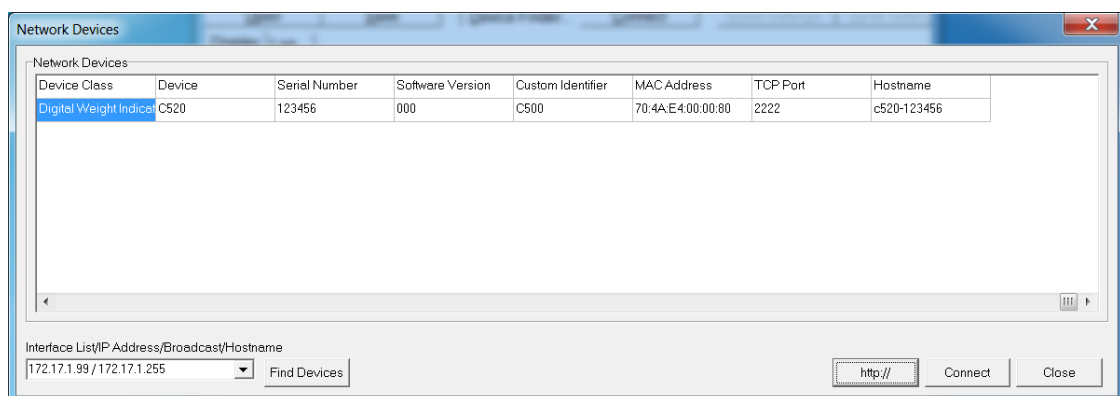 Network Devices
Network Devices
Device Class Device Serial Number Software Version Custom Identifier MAC Address TCP Port Hostname
Digital Weight Indicat C520 123456 000 C500 70:4A:E4:00:00:80 2222 c520-123456
Interface List/IP Address/Broadcast/Hostname
172.17.1.99 / 172.17.1.255 Find Devices http:// Connect Close